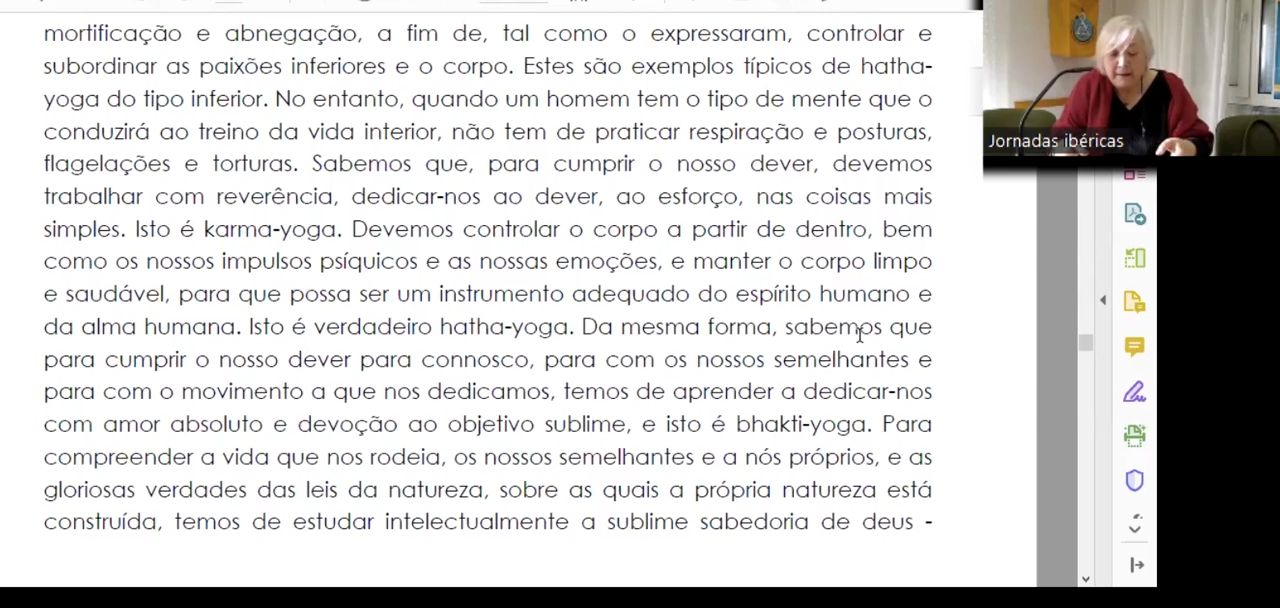 mortificação e abnegação, a fim de, tal como o expressaram, controlar e
subordinar as paixões inferiores e o corpo. Estes são exemplos típicos de hatha-
yoga do tipo inferior. No entanto, quando um homem tem o tipo de mente que o
conduzirá ao treino da vida interior, não tem de praticar respiração e posturas,
flagelações e torturas. Sabemos que, para cumprir o nosso dever, devemos
trabalhar com reverência, dedicar-nos ao dever, ao esforço, nas coisas mais
simples. Isto é karma-yoga. Devemos controlar o corpo a partir de dentro, bem
como os nossos impulsos psíquicos e as nossas emoções, e manter o corpo limpo
e saudável, para que possa ser um instrumento adequado do espírito humano e
da alma humana. Isto é verdadeiro hatha-yoga. Da mesma forma, sabemos que
para cumprir o nosso dever para connosco, para com os nossos semelhantes e
para com o movimento a que nos dedicamos, temos de aprender a dedicar-nos
com amor absoluto e devoção ao objetivo sublime, e isto é bhakti-yoga. Para
compreender a vida que nos rodeia, os nossos semelhantes e a nós próprios, e as
gloriosas verdades das leis da natureza, sobre as quais a própria natureza está
construída, temos de estudar intelectualmente a sublime sabedoria de deus -
Jornadas ibéricas